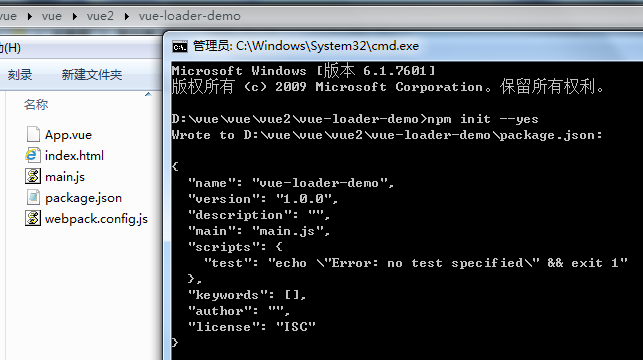 vue vue vue2 vue-loader-demo
(H)
管理员: C:\Windows\System32\cmd.exe
刻录 新建文件夹
名称
App.vue
index.html
main.js
package.json
webpack.config.js
Microsoft Windows [版本 6.1.7601]
版权所有 (c) 2009 Microsoft Corporation。保留所有权利。
D:\vue\vue\vue2\vue-loader-demo>npm init --yes
Wrote to D:\vue\vue\vue2\vue-loader-demo\package.json:
{
  "name": "vue-loader-demo",
  "version": "1.0.0",
  "description": "",
  "main": "main.js",
  "scripts": {
    "test": "echo \"Error: no test specified\" && exit 1"
  },
  "keywords": [],
  "author": "",
  "license": "ISC"
}